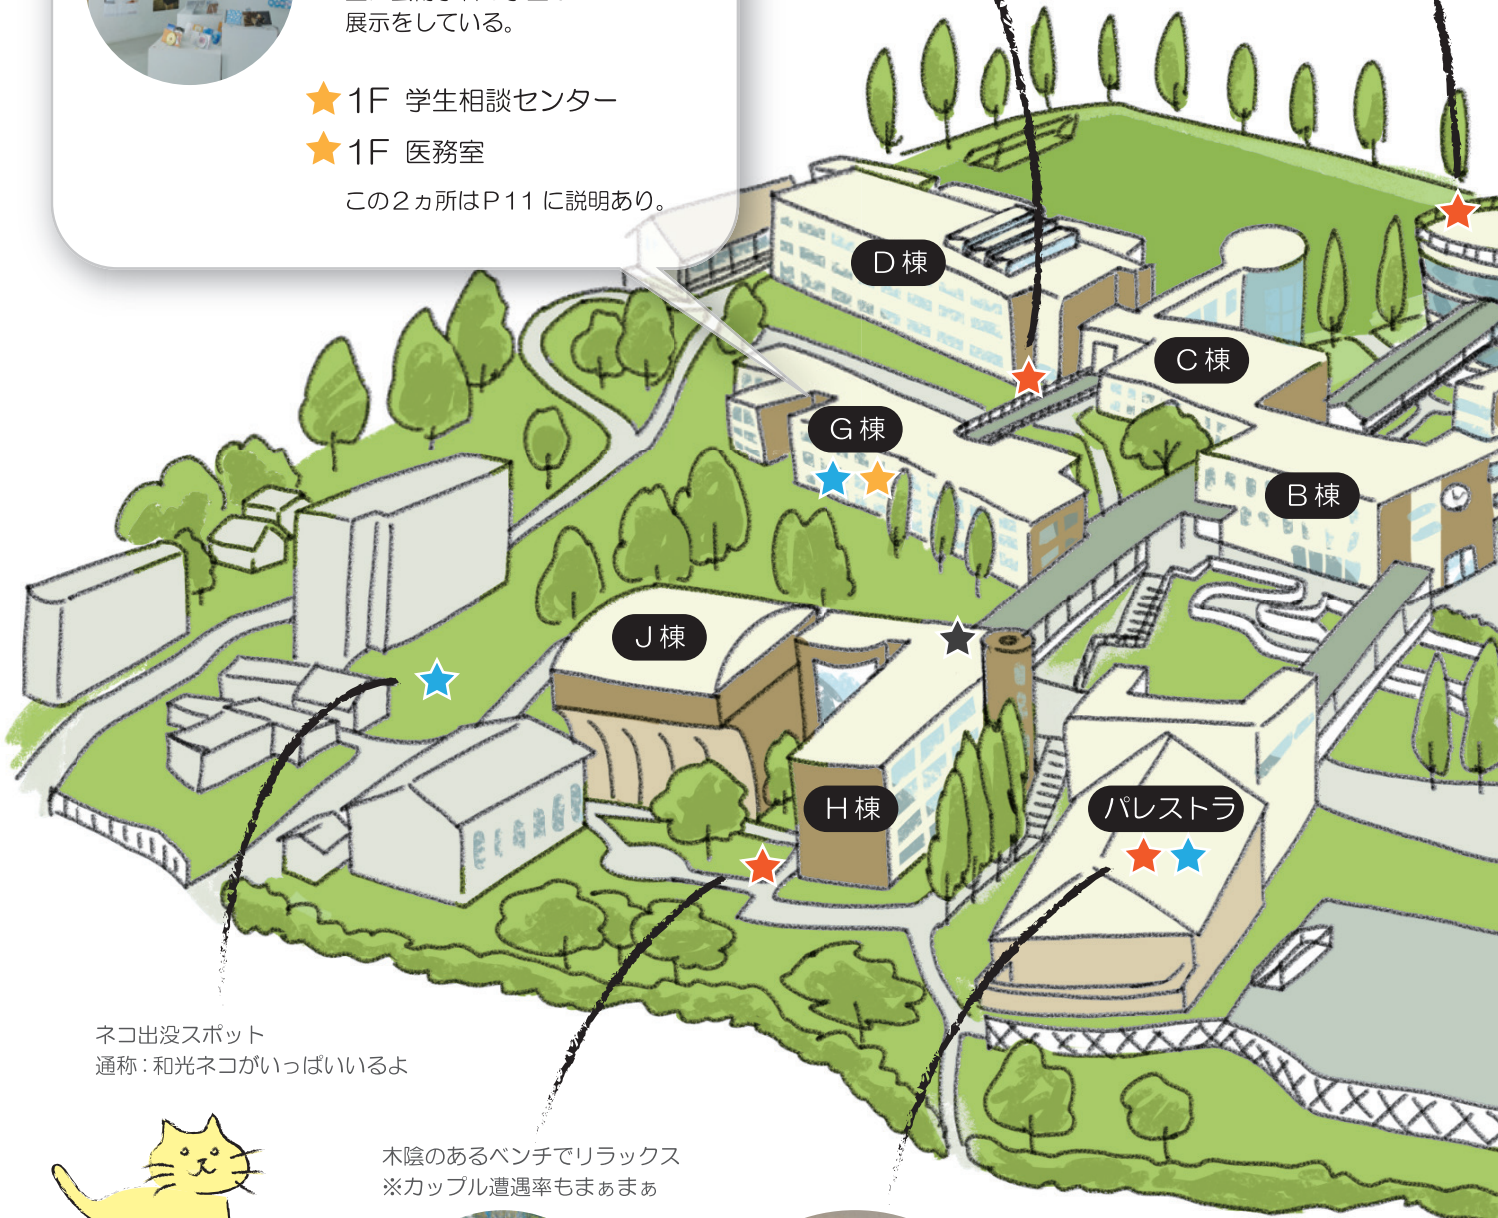 展示をしている。
1F 学生相談センター
1F 医務室
この2ヵ所はP11に説明あり。
D棟
C棟
G棟
B棟
J棟
H棟
パレストラ
ネコ出没スポット
通称：和光ネコがいっぱいいるよ
木陰のあるベンチでリラックス
※カップル遭遇率もまぁまぁ